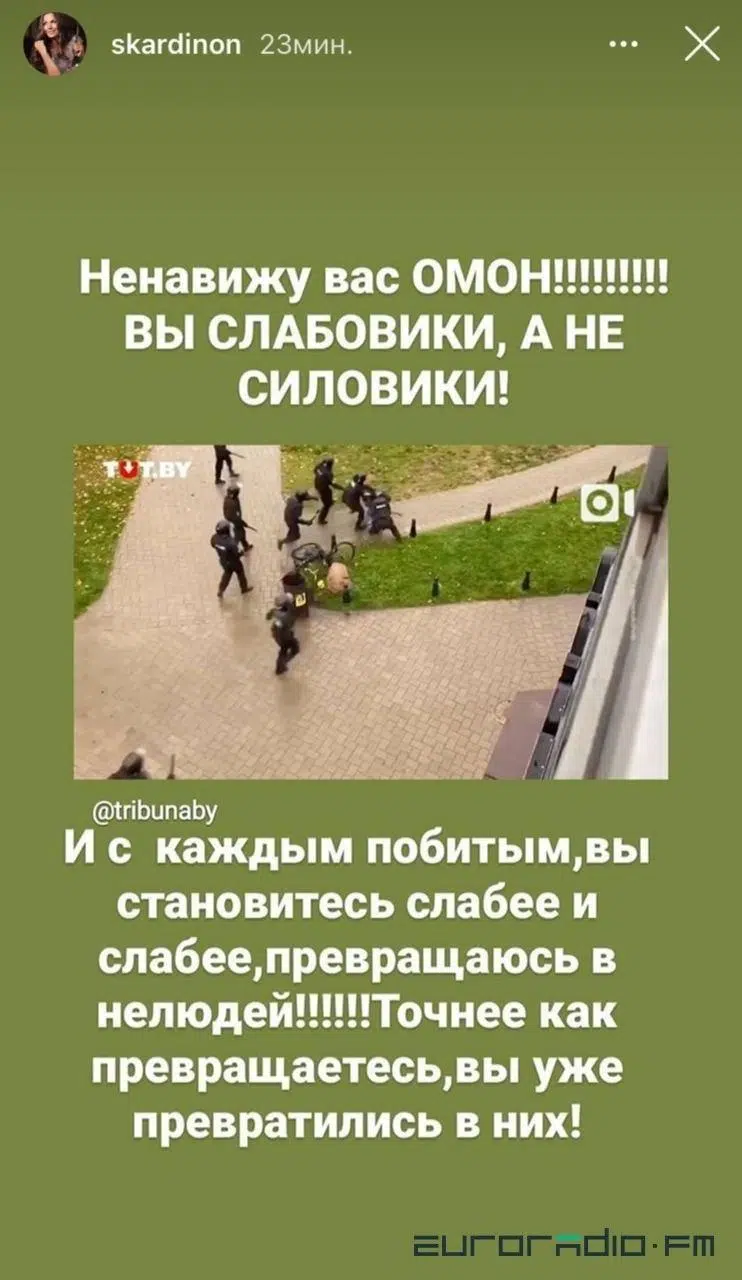 skardinon 23мин.
Ненавижу вас ОМОН!!!!!!!!!
ВЫ СЛАБОВИКИ, А НЕ
СИЛОВИКИ!
TUT.BY
@tribunaby
И с каждым побитым,вы
становитесь слабее и
слабее,превращаюсь в
нелюдей!!!!!!Точнее как
превращаетесь,вы уже
превратились в них!
euroradio.fm